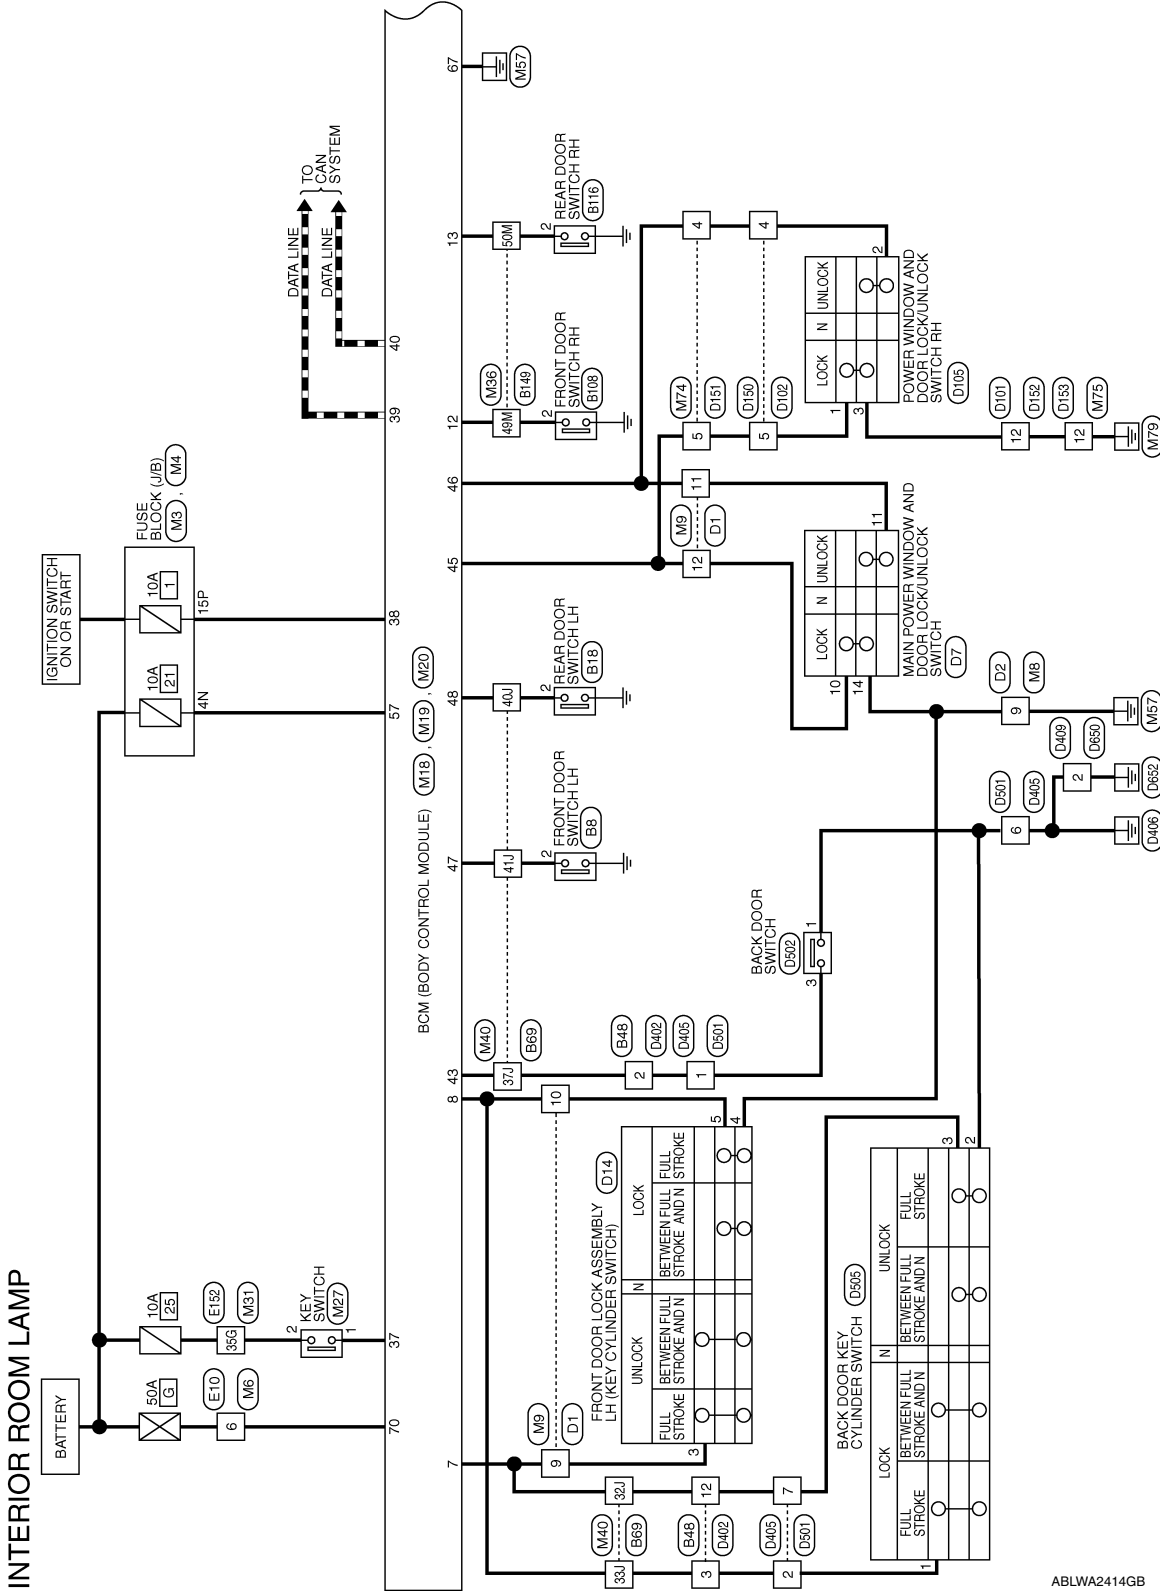 INTERIOR ROOM LAMP
BATTERY
50A
G
E10
M6
6
10A
25
E152
M31
35G
KEY
SWITCH
M27
2
1
IGNITION SWITCH
ON OR START
10A
21
10A
1
FUSE
BLOCK (J/B)
M3 , M4
4N
15P
DATA LINE
DATA LINE
TO
CAN
SYSTEM
70
37
57
38
39
40
BCM (BODY CONTROL MODULE)
M18 , M19 , M20
7
8
43
47
48
45
46
12
13
67
M57
M40
B69
37J
41J
40J
2
FRONT DOOR
SWITCH LH
B8
2
REAR DOOR
SWITCH LH
B18
M36
B149
49M
50M
2
FRONT DOOR
SWITCH RH
B108
2
REAR DOOR
SWITCH RH
B116
B48
D402
2
D405
D501
1
BACK DOOR
SWITCH
D502
3
1
M9
D1
9
10
FRONT DOOR LOCK ASSEMBLY
LH (KEY CYLINDER SWITCH)
D14
UNLOCK
N
LOCK
FULL
STROKE
BETWEEN FULL
STROKE AND N
BETWEEN FULL
STROKE AND N
FULL
STROKE
3
5
4
M40
B69
33J
32J
B48
D402
3
12
D405
D501
2
7
BACK DOOR KEY
CYLINDER SWITCH
D505
LOCK
N
UNLOCK
FULL
STROKE
BETWEEN FULL
STROKE AND N
BETWEEN FULL
STROKE AND N
FULL
STROKE
1
3
2
D501
D405
6
D409
D650
2
D406
D652
M9
D1
12
11
LOCK
N
UNLOCK
10
14
11
MAIN POWER WINDOW AND
DOOR LOCK/UNLOCK
SWITCH
D7
D2
M8
9
M57
M74
D151
5
4
D150
D102
5
4
LOCK
N
UNLOCK
1
3
2
POWER WINDOW AND
DOOR LOCK/UNLOCK
SWITCH RH
D105
D101
D152
12
D153
M75
12
M79
ABLWA2414GB